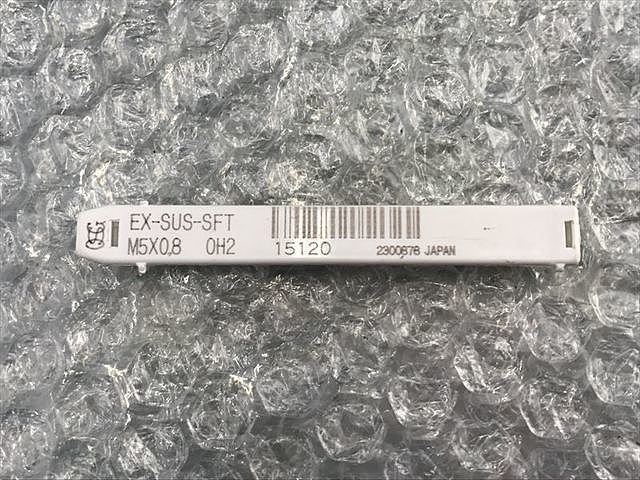 EX-SUS-SFT
M5X0.8 OH2 15120 2300678 JAPAN